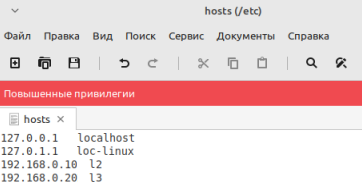 hosts (/etc)
Файл Правка Вид Поиск Сервис Документы Справка
Повышенные привилегии
hosts ×
127.0.0.1 localhost
127.0.1.1 loc-linux
192.168.0.10 l2
192.168.0.20 l3